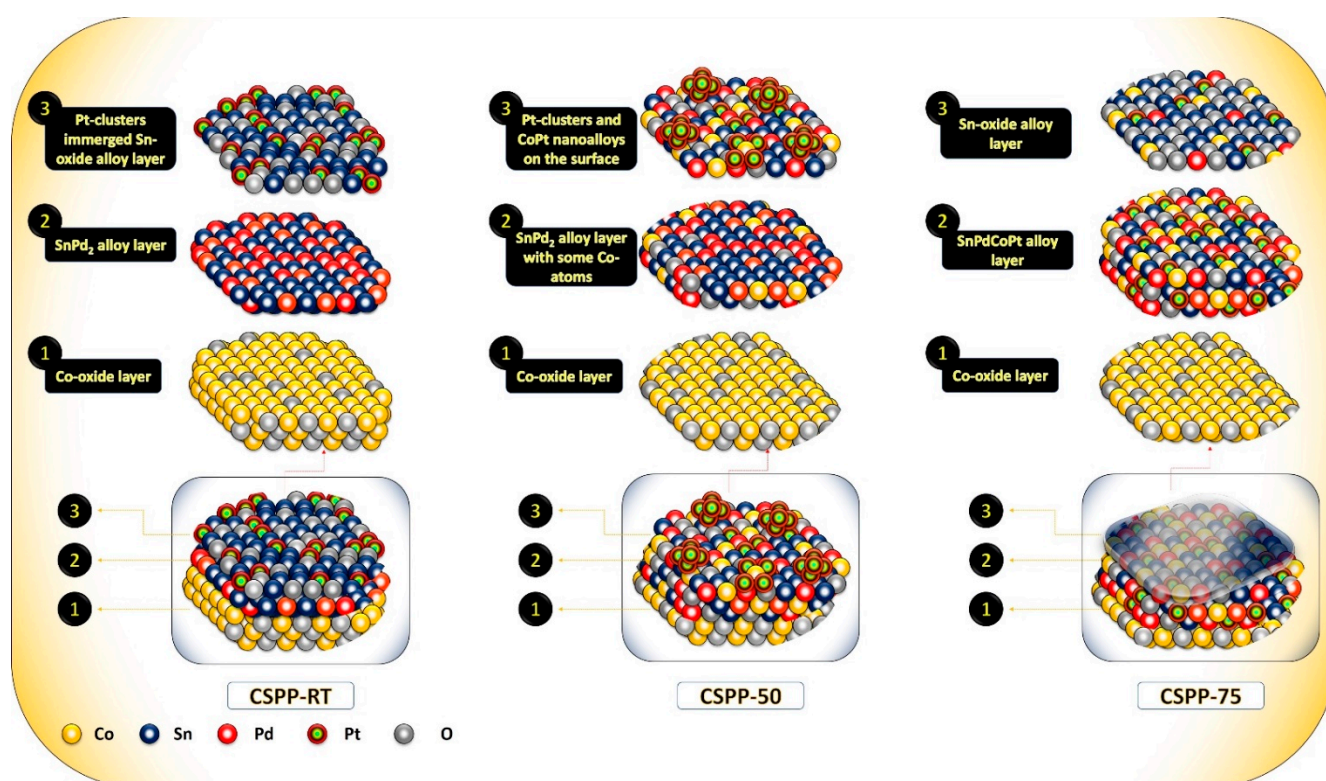 3
Pt-clusters
immerged Sn-
oxide alloy layer
2
SnPd2 alloy layer
1
Co-oxide layer
3
2
1
CSPP-RT
3
Pt-clusters and
CoPt nanoalloys
on the surface
2
SnPd2 alloy layer
with some Co-
atoms
1
Co-oxide layer
3
2
1
CSPP-50
3
Sn-oxide alloy
layer
2
SnPdCoPt alloy
layer
1
Co-oxide layer
3
2
1
CSPP-75
Co Sn Pd Pt O